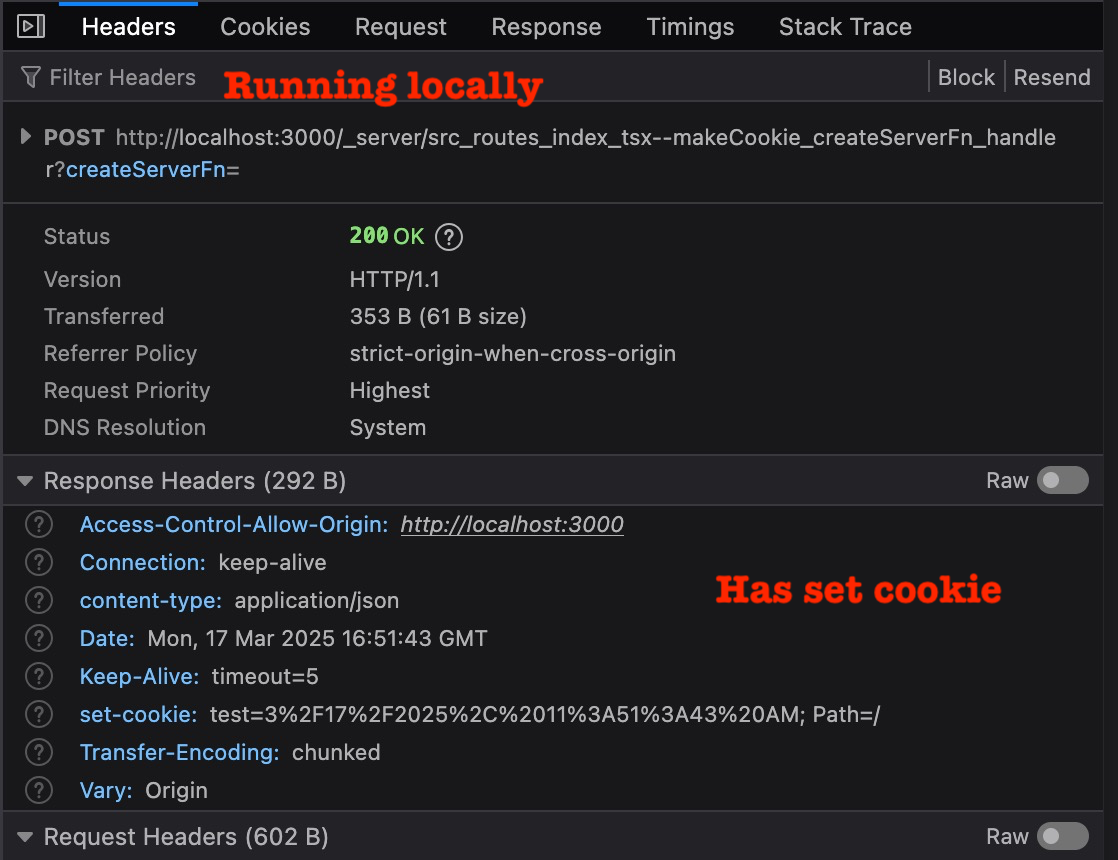 Headers Cookies Request Response Timings Stack Trace
Filter Headers Running locally Block Resend
POST http://localhost:3000/_server/src_routes_index_tsx--makeCookie_createServerFn_handle
r?createServerFn=
Status 200 OK ?
Version HTTP/1.1
Transferred 353 B (61 B size)
Referrer Policy strict-origin-when-cross-origin
Request Priority Highest
DNS Resolution System
Response Headers (292 B) Raw
? Access-Control-Allow-Origin: http://localhost:3000
? Connection: keep-alive
? content-type: application/json Has set cookie
? Date: Mon, 17 Mar 2025 16:51:43 GMT
? Keep-Alive: timeout=5
? set-cookie: test=3%2F17%2F2025%2C%2011%3A51%3A43%20AM; Path=/
? Transfer-Encoding: chunked
? Vary: Origin
Request Headers (602 B) Raw